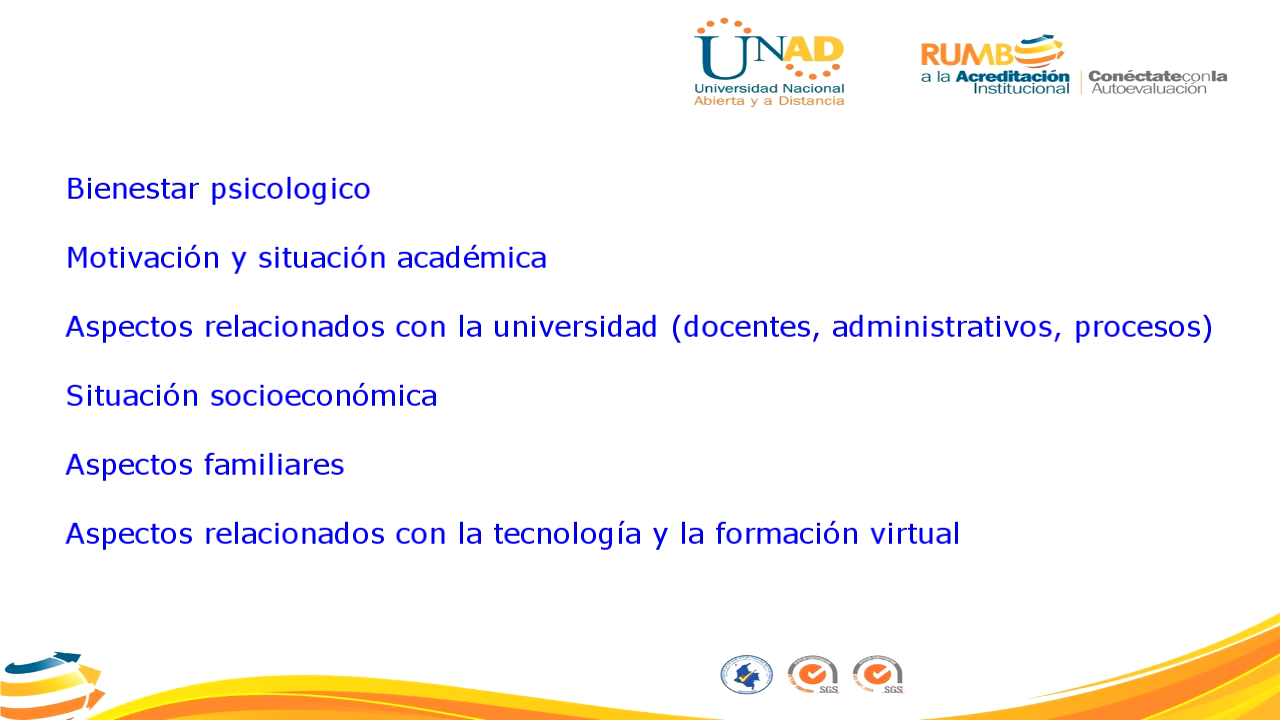 UNAD
Universidad Nacional
Abierta y a Distancia
RUMB
a la Acreditación
Institucional
Conéctateconla
Autoevaluación
Bienestar psicologico
Motivación y situación académica
Aspectos relacionados con la universidad (docentes, administrativos, procesos)
Situación socioeconómica
Aspectos familiares
Aspectos relacionados con la tecnología y la formación virtual
SGS
SGS